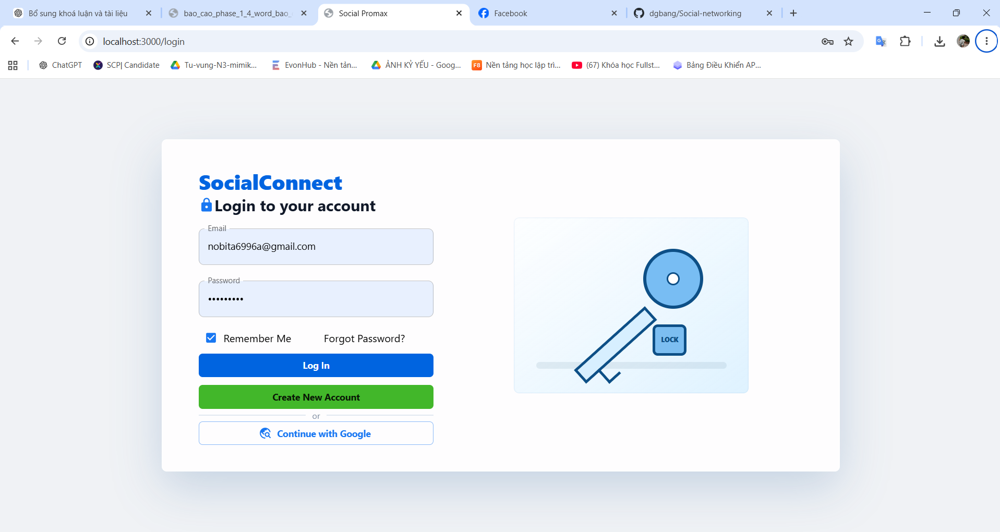 Bổ sung khoá luận và tài liệu
bao_cao_phase_1_4_word_bao_
Social Promax
Facebook
dgbang/Social-networking
localhost:3000/login
ChatGPT
SCP| Candidate
Tu-vung-N3-mimik...
EvonHub - Nền tản...
ẢNH KỶ YẾU - Goog...
F8 Nền tảng học lập trì...
(67) Khóa học Fullst...
Bảng Điều Khiển AP...
SocialConnect
Login to your account
Email
nobita6996a@gmail.com
Password
•••••••••
Remember Me
Forgot Password?
Log In
Create New Account
or
Continue with Google
LOCK